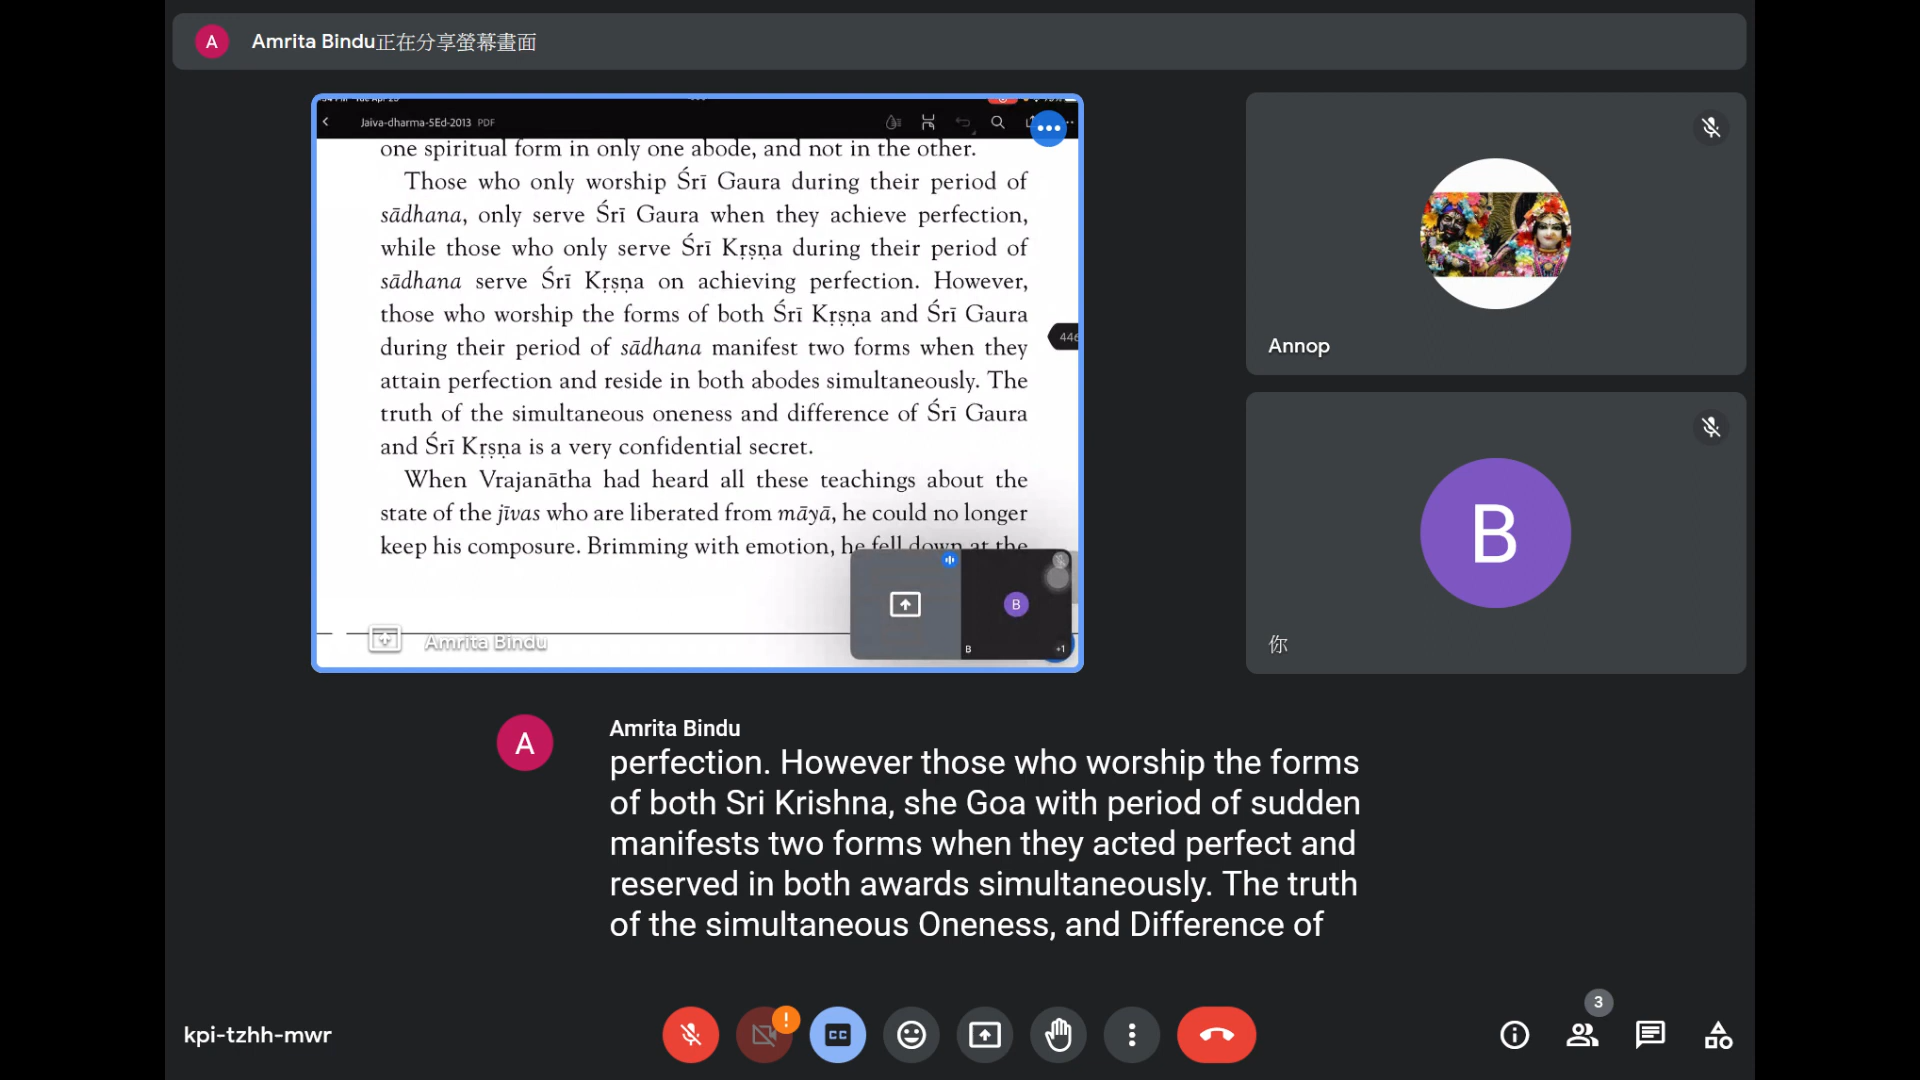 A
Amrita Bindu正在分享螢幕畫面
Jaiva-dharma-5Ed-2013 PDF
one spiritual form in only one abode, and not in the other.
Those who only worship Śrī Gaura during their period of
sādhana, only serve Śrī Gaura when they achieve perfection,
while those who only serve Śrī Kṛṣṇa during their period of
sādhana serve Śrī Kṛṣṇa on achieving perfection. However,
those who worship the forms of both Śrī Kṛṣṇa and Śrī Gaura
during their period of sādhana manifest two forms when they
attain perfection and reside in both abodes simultaneously. The
truth of the simultaneous oneness and difference of Śrī Gaura
and Śrī Kṛṣṇa is a very confidential secret.
When Vrajanātha had heard all these teachings about the
state of the jīvas who are liberated from māyā, he could no longer
keep his composure. Brimming with emotion, he fell down at the
446
B
B
+1
Amrita Bindu
Annop
B
你
A
Amrita Bindu
perfection. However those who worship the forms
of both Sri Krishna, she Goa with period of sudden
manifests two forms when they acted perfect and
reserved in both awards simultaneously. The truth
of the simultaneous Oneness, and Difference of
kpi-tzhh-mwr
!
CC
3